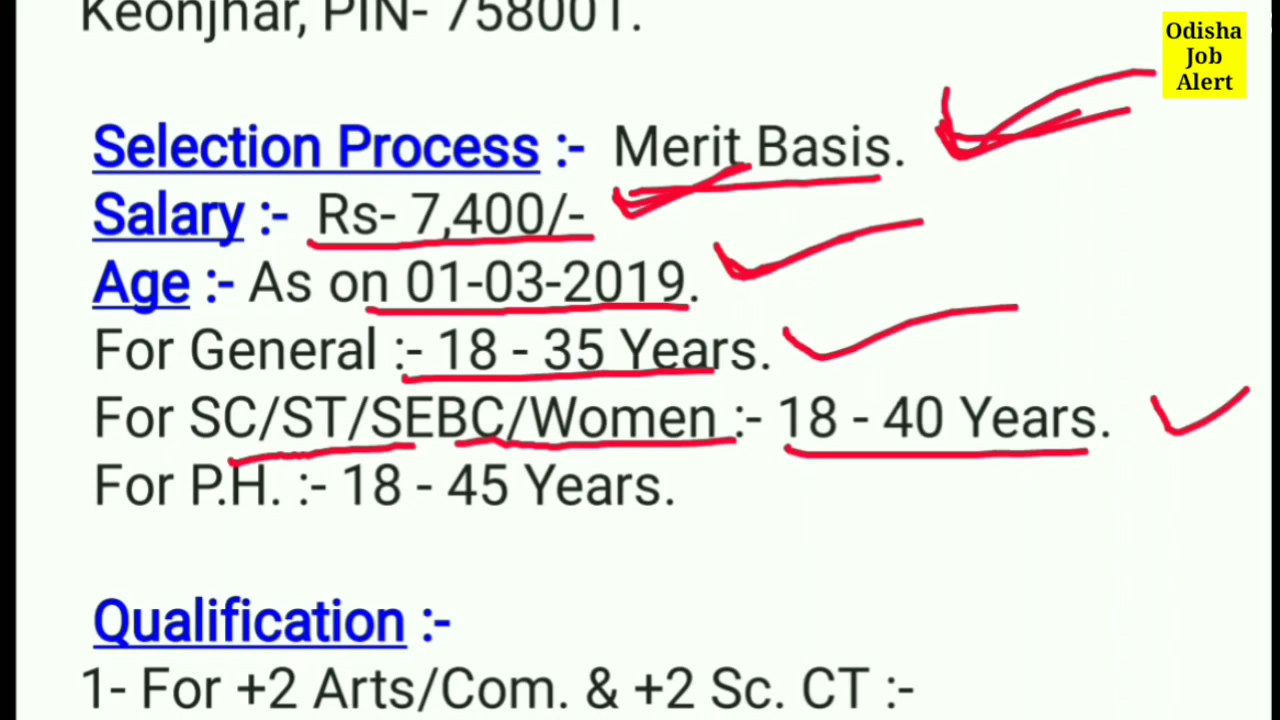 Keonjhar, PIN- 758001.
Odisha
Job
Alert
Selection Process :- Merit Basis.
Salary :- Rs- 7,400/-
Age :- As on 01-03-2019.
For General :- 18 - 35 Years.
For SC/ST/SEBC/Women :- 18 - 40 Years.
For P.H. :- 18 - 45 Years.
Qualification :-
1- For +2 Arts/Com. & +2 Sc. CT :-